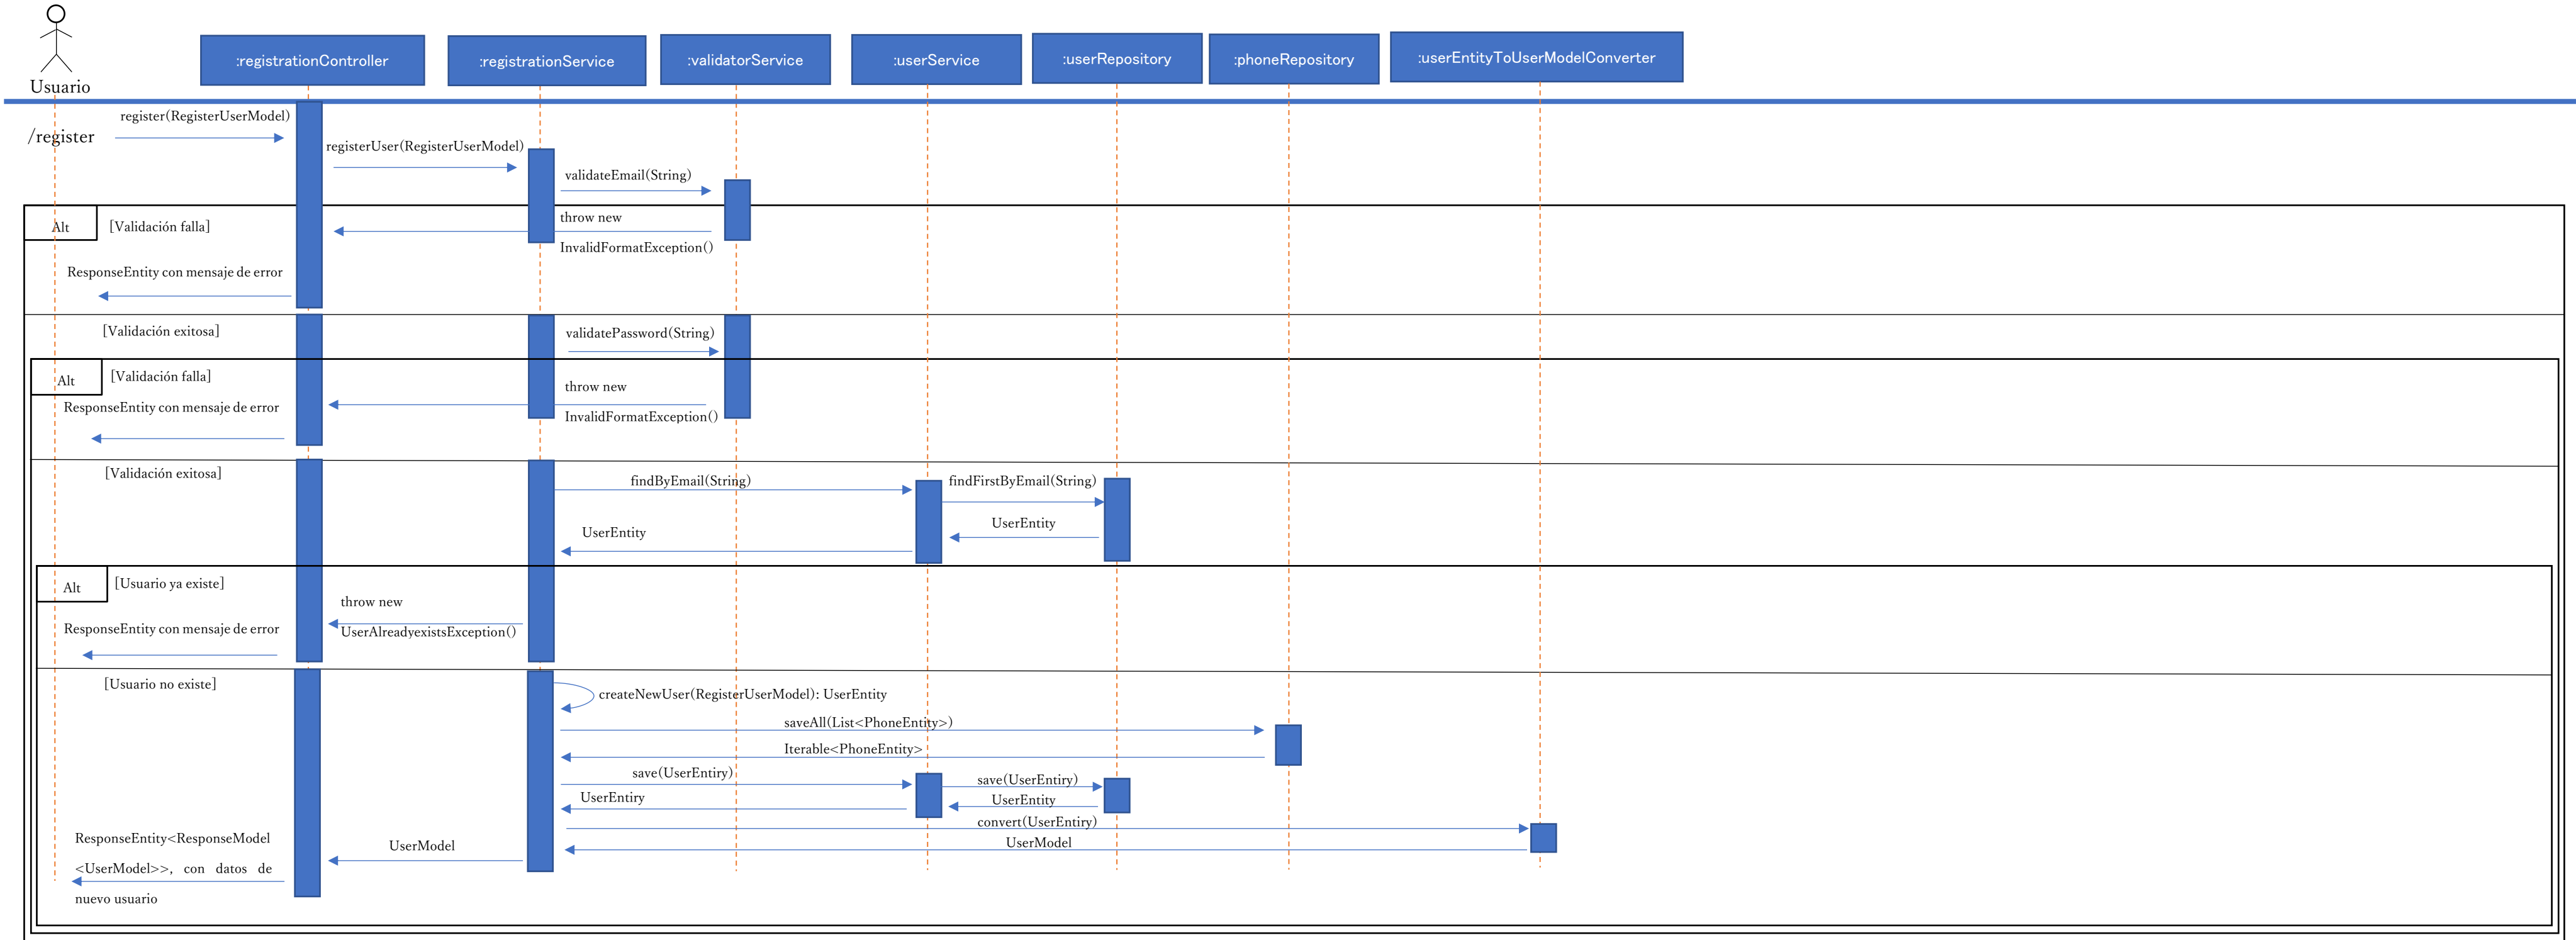 :registrationController
:registrationService
:validatorService
:userService
:userRepository
:phoneRepository
:userEntityToUserModelConverter
Usuario
/register
register(RegisterUserModel)
registerUser(RegisterUserModel)
validateEmail(String)
Alt
[Validación falla]
throw new
InvalidFormatException()
ResponseEntity con mensaje de error
[Validación exitosa]
validatePassword(String)
Alt
[Validación falla]
throw new
InvalidFormatException()
ResponseEntity con mensaje de error
[Validación exitosa]
findByEmail(String)
findFirstByEmail(String)
UserEntity
UserEntity
Alt
[Usuario ya existe]
throw new
UserAlreadyexistsException()
ResponseEntity con mensaje de error
[Usuario no existe]
createNewUser(RegisterUserModel): UserEntity
saveAll(List<PhoneEntity>)
Iterable<PhoneEntity>
save(UserEntiry)
save(UserEntiry)
UserEntiry
UserEntity
convert(UserEntiry)
UserModel
UserModel
ResponseEntity<ResponseModel
<UserModel>>, con datos de
nuevo usuario